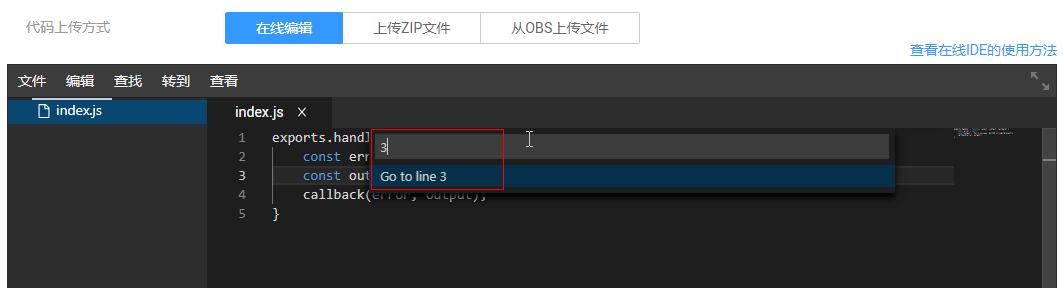 代码上传方式
在线编辑
上传ZIP文件
从OBS上传文件
查看在线IDE的使用方法
文件 编辑 查找 转到 查看
index.js
index.js
3
Go to line 3
1 exports.handl
2 const err
3 const out
4 callback(error, output);
5 }